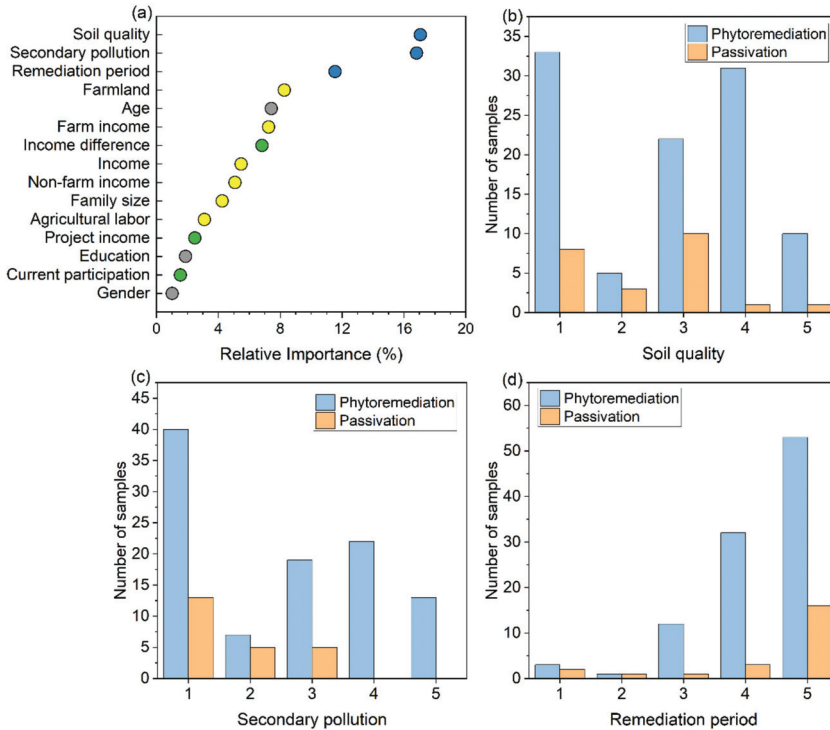 (a)
Soil quality
Secondary pollution
Remediation period
Farmland
Age
Farm income
Income difference
Income
Non-farm income
Family size
Agricultural labor
Project income
Education
Current participation
Gender
0 4 8 12 16 20
Relative Importance (%)
(b)
Phytoremediation
Passivation
Number of samples
35
30
25
20
15
10
5
0
1 2 3 4 5
Soil quality
(c)
Phytoremediation
Passivation
Number of samples
45
40
35
30
25
20
15
10
5
0
1 2 3 4 5
Secondary pollution
(d)
Phytoremediation
Passivation
Number of samples
60
50
40
30
20
10
0
1 2 3 4 5
Remediation period